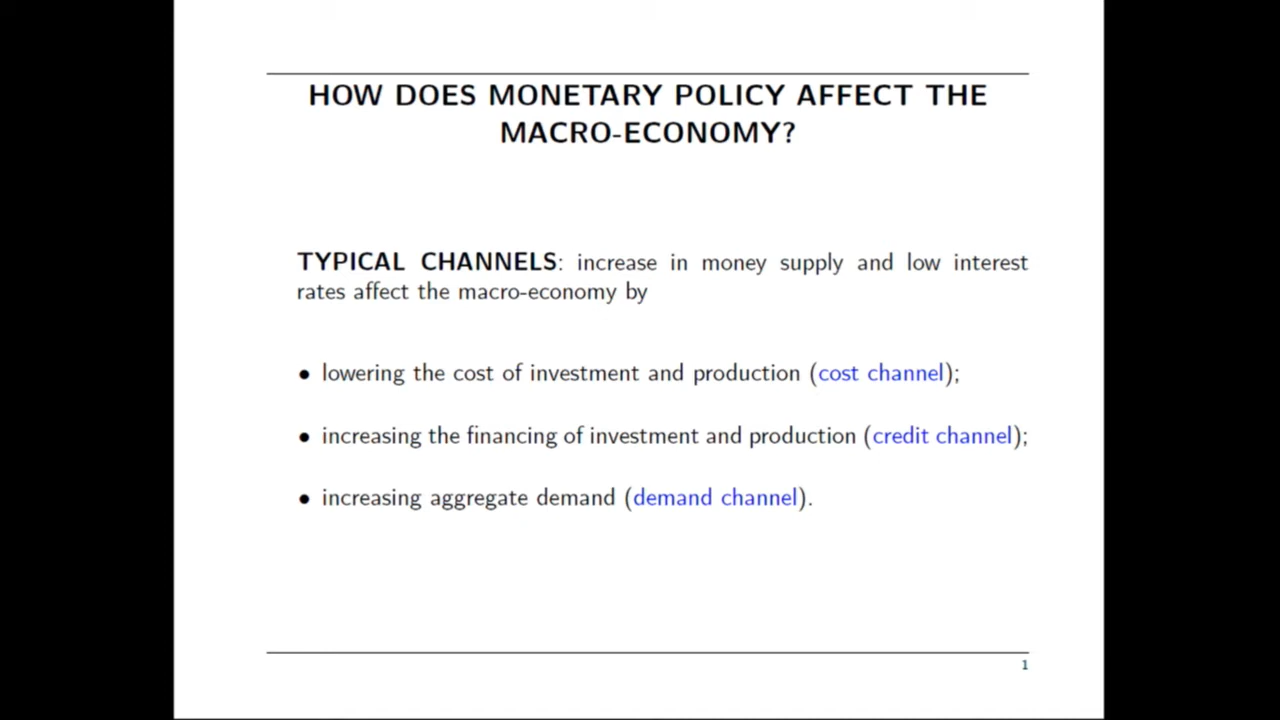 HOW DOES MONETARY POLICY AFFECT THE
MACRO-ECONOMY?
TYPICAL CHANNELS: increase in money supply and low interest
rates affect the macro-economy by
• lowering the cost of investment and production (cost channel);
• increasing the financing of investment and production (credit channel);
• increasing aggregate demand (demand channel).
1